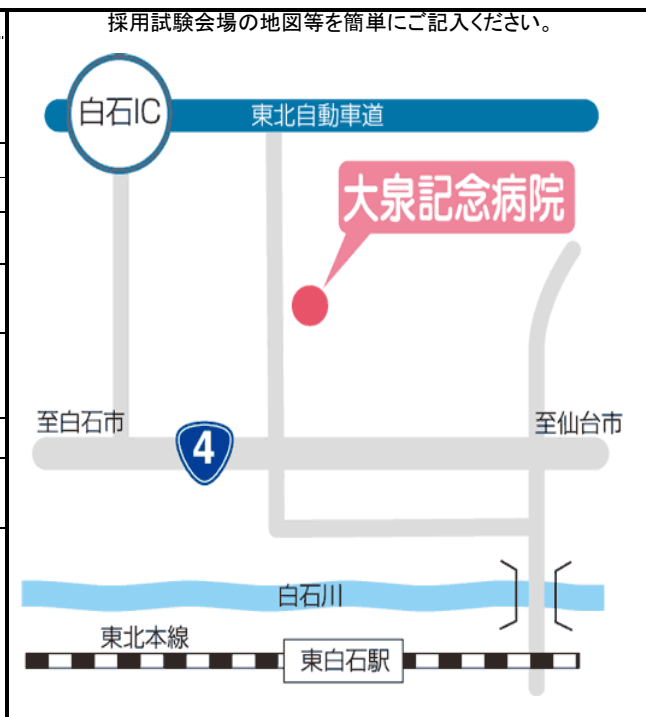 採用試験会場の地図等を簡単にご記入ください。
白石IC
東北自動車道
大泉記念病院
至白石市
4
至仙台市
白石川
東北本線
東白石駅